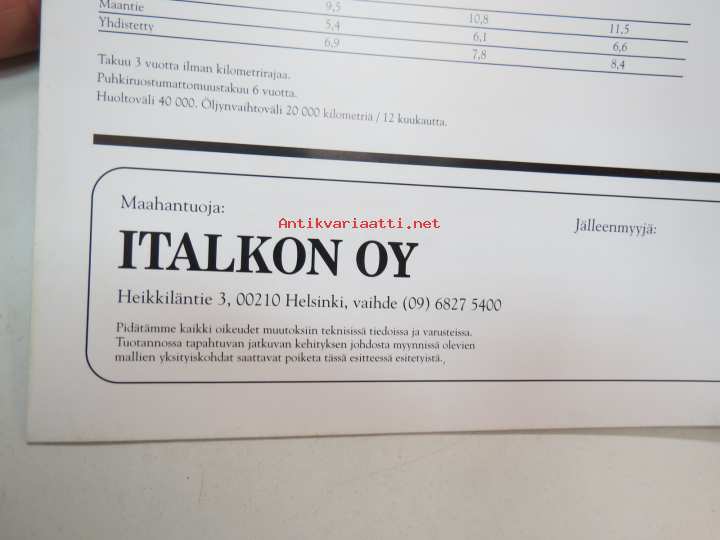 9,5 10,8 11,5
Maantie 5,4 6,1 6,6
Yhdistetty 6,9 7,8 8,4
Takuu 3 vuotta ilman kilometrirajaa.
Puhkiruostumattomuustakuu 6 vuotta.
Huoltoväli 40 000. Öljynvaihtoväli 20 000 kilometriä / 12 kuukautta.
Maahantuoja:
Antikvariaatti.net
Jälleenmyyjä:
ITALKON OY
Heikkiläntie 3, 00210 Helsinki, vaihde (09) 6827 5400
Pidätämme kaikki oikeudet muutoksiin teknisissä tiedoissa ja varusteissa.
Tuotannossa tapahtuvan jatkuvan kehityksen johdosta myynnissä olevien
mallien yksityiskohdat saattavat poiketa tässä esitteessä esitetyistä.